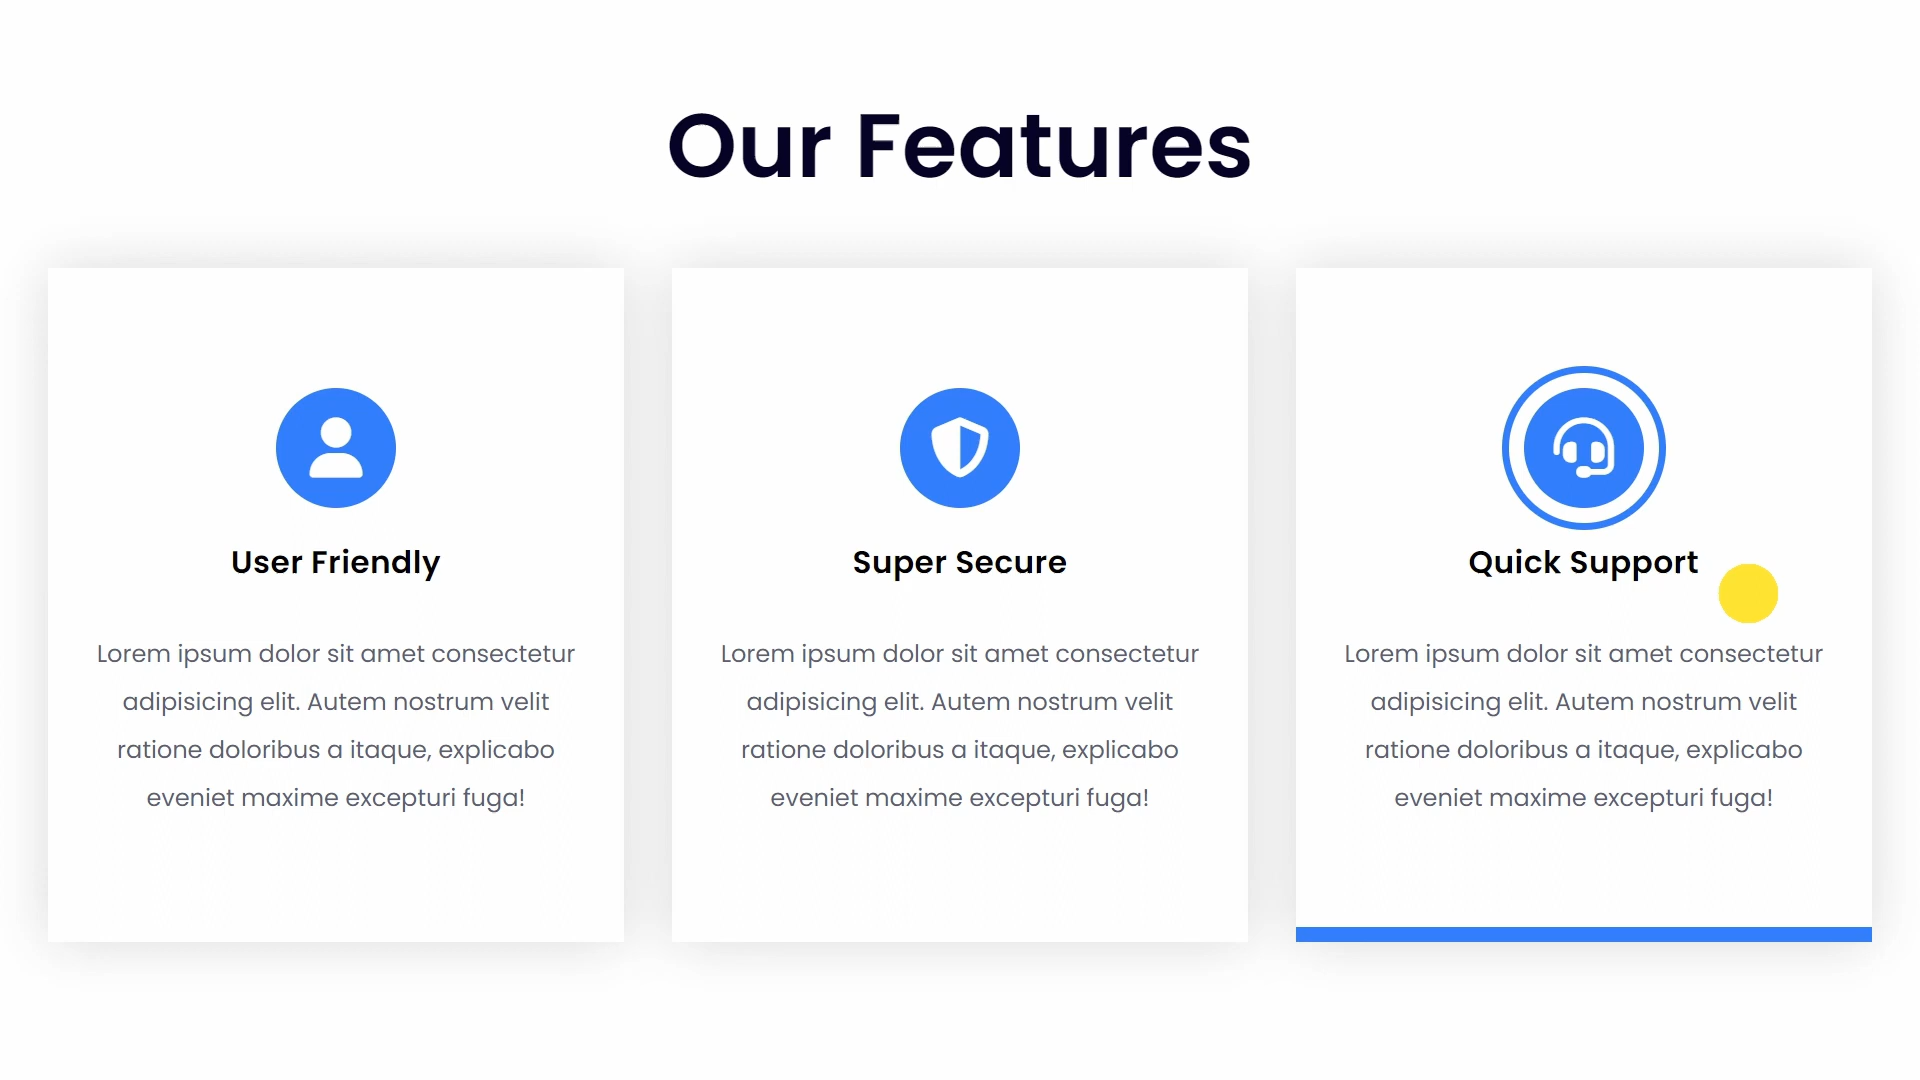 Our Features
User Friendly
Lorem ipsum dolor sit amet consectetur
adipisicing elit. Autem nostrum velit
ratione doloribus a itaque, explicabo
eveniet maxime excepturi fuga!
Super Secure
Lorem ipsum dolor sit amet consectetur
adipisicing elit. Autem nostrum velit
ratione doloribus a itaque, explicabo
eveniet maxime excepturi fuga!
Quick Support
Lorem ipsum dolor sit amet consectetur
adipisicing elit. Autem nostrum velit
ratione doloribus a itaque, explicabo
eveniet maxime excepturi fuga!